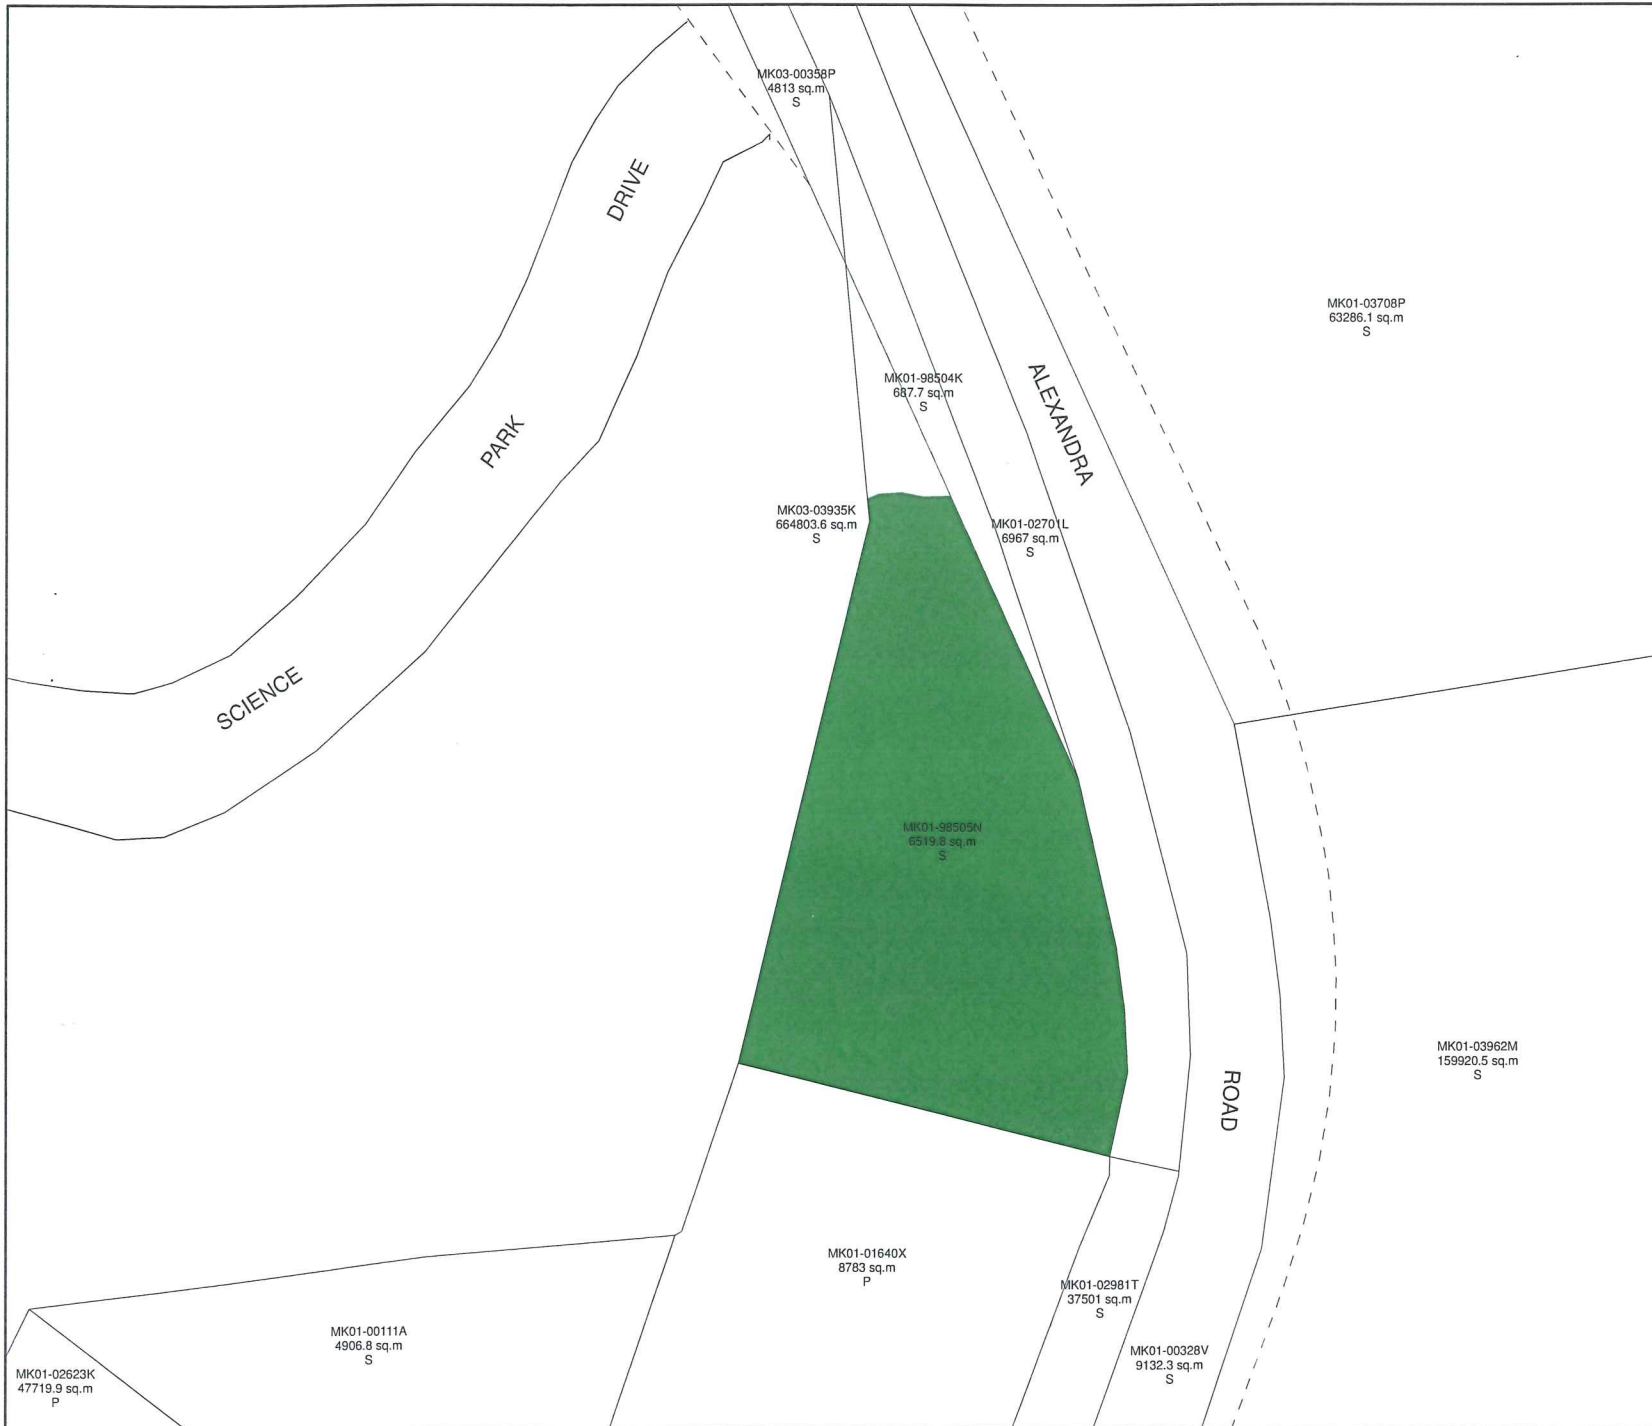 MK03-00358P
4813 sq.m
S
DRIVE
MK01-03708P
63286.1 sq.m
S
MK01-98504K
687.7 sq.m
S
ALEXANDRA
PARK
MK03-03935K
664803.6 sq.m
S
MK01-02701L
6967 sq.m
S
SCIENCE
MK01-98505N
6519.8 sq.m
S
MK01-03962M
159920.5 sq.m
S
ROAD
MK01-01640X
8783 sq.m
P
MK01-02981T
37501 sq.m
S
MK01-00111A
4906.8 sq.m
S
MK01-00328V
9132.3 sq.m
S
MK01-02623K
47719.9 sq.m
P